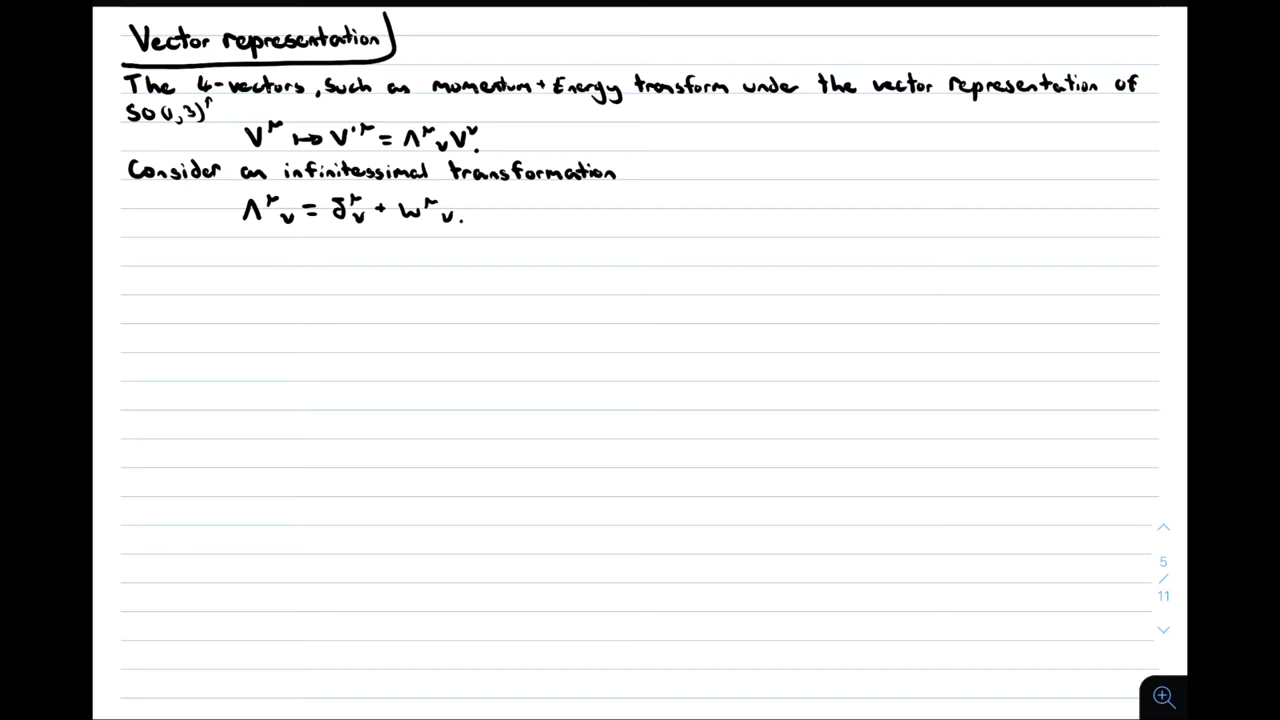 Vector representation
The 4-vectors, such as momentum + Energy transform under the vector representation of
SO(1,3)↑
V^μ ↦ V'^μ = Λ^μ_ν V^ν.
Consider an infinitessimal transformation
Λ^μ_ν = δ^μ_ν + ω^μ_ν.
5
/
11